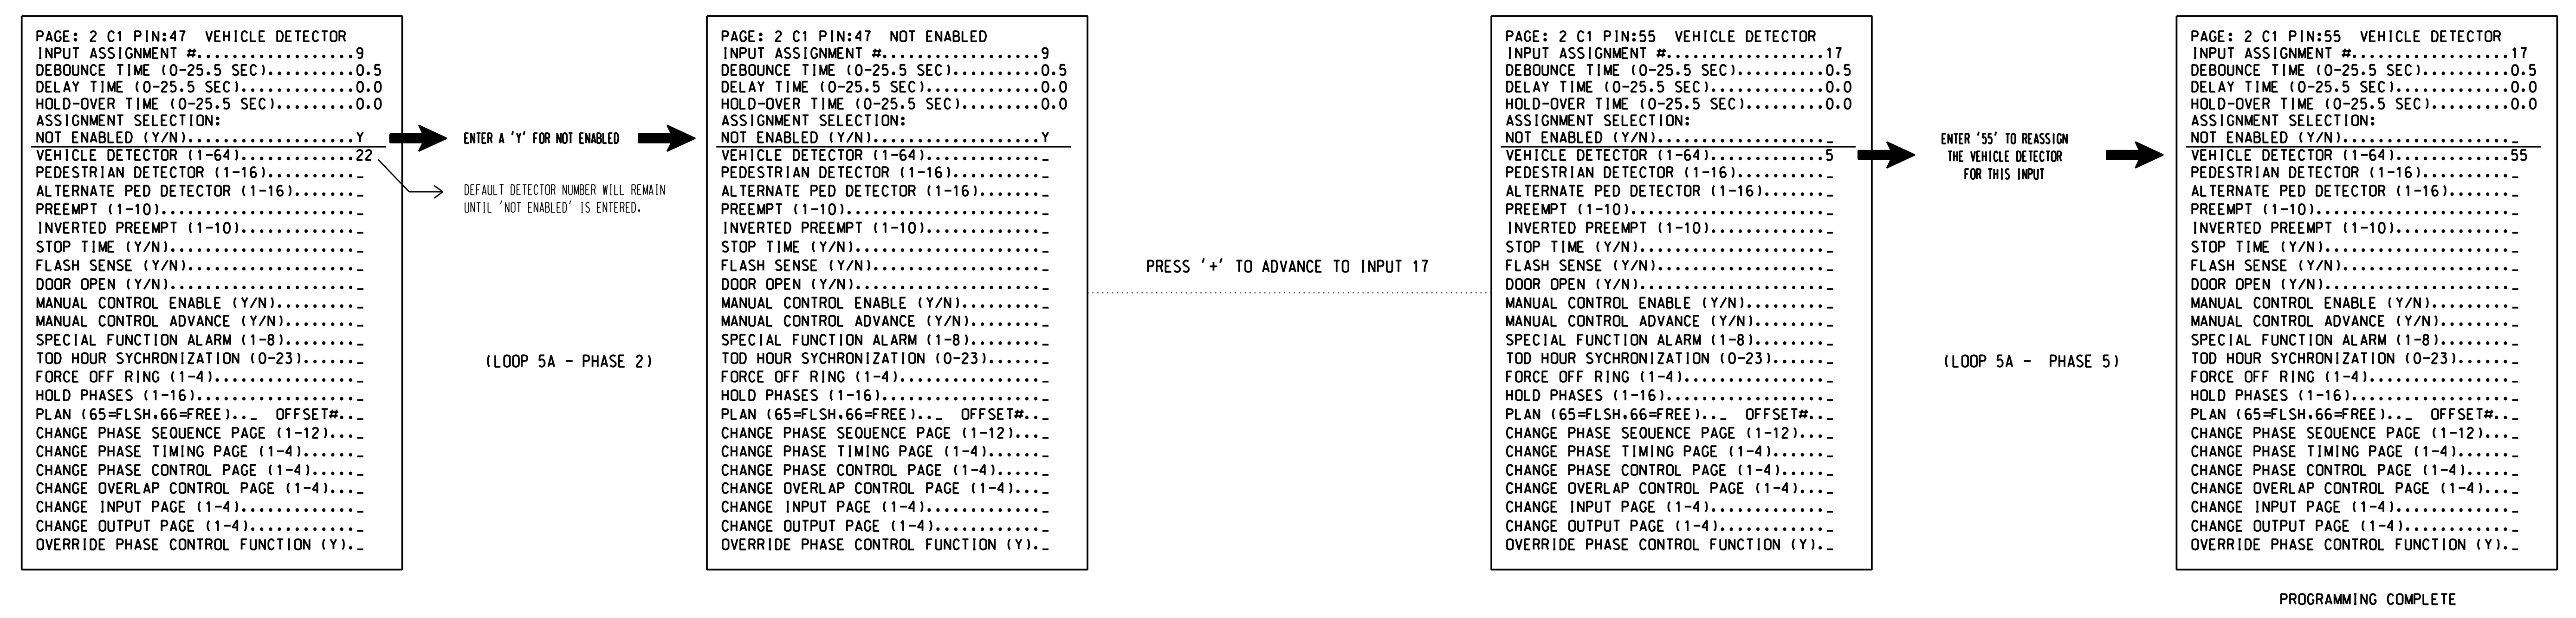 PAGE: 2 C1 PIN:47  VEHICLE DETECTOR
INPUT ASSIGNMENT #..................9
DEBOUNCE TIME (0-25.5 SEC)..........0.5
DELAY TIME (0-25.5 SEC).............0.0
HOLD-OVER TIME (0-25.5 SEC).........0.0
ASSIGNMENT SELECTION:
NOT ENABLED (Y/N)...................Y
VEHICLE DETECTOR (1-64).............22
PEDESTRIAN DETECTOR (1-16).........._
ALTERNATE PED DETECTOR (1-16)......._
PREEMPT (1-10)......................_
INVERTED PREEMPT (1-10)............._
STOP TIME (Y/N)....................._
FLASH SENSE (Y/N)..................._
DOOR OPEN (Y/N)....................._
MANUAL CONTROL ENABLE (Y/N)........._
MANUAL CONTROL ADVANCE (Y/N)........_
SPECIAL FUNCTION ALARM (1-8)........_
TOD HOUR SYCHRONIZATION (0-23)......_
FORCE OFF RING (1-4)................_
HOLD PHASES (1-16).................._
PLAN (65=FLSH,66=FREE).._  OFFSET#.._
CHANGE PHASE SEQUENCE PAGE (1-12)..._
CHANGE PHASE TIMING PAGE (1-4)......_
CHANGE PHASE CONTROL PAGE (1-4)....._
CHANGE OVERLAP CONTROL PAGE (1-4)..._
CHANGE INPUT PAGE (1-4)............._
CHANGE OUTPUT PAGE (1-4)............_
OVERRIDE PHASE CONTROL FUNCTION (Y)._
ENTER A 'Y' FOR NOT ENABLED
DEFAULT DETECTOR NUMBER WILL REMAIN
UNTIL 'NOT ENABLED' IS ENTERED.
(LOOP 5A - PHASE 2)
PAGE: 2 C1 PIN:47  NOT ENABLED
INPUT ASSIGNMENT #..................9
DEBOUNCE TIME (0-25.5 SEC)..........0.5
DELAY TIME (0-25.5 SEC).............0.0
HOLD-OVER TIME (0-25.5 SEC).........0.0
ASSIGNMENT SELECTION:
NOT ENABLED (Y/N)...................Y
VEHICLE DETECTOR (1-64)............._
PEDESTRIAN DETECTOR (1-16).........._
ALTERNATE PED DETECTOR (1-16)......._
PREEMPT (1-10)......................_
INVERTED PREEMPT (1-10)............._
STOP TIME (Y/N)....................._
FLASH SENSE (Y/N)..................._
DOOR OPEN (Y/N)....................._
MANUAL CONTROL ENABLE (Y/N)........._
MANUAL CONTROL ADVANCE (Y/N)........_
SPECIAL FUNCTION ALARM (1-8)........_
TOD HOUR SYCHRONIZATION (0-23)......_
FORCE OFF RING (1-4)................_
HOLD PHASES (1-16).................._
PLAN (65=FLSH,66=FREE).._  OFFSET#.._
CHANGE PHASE SEQUENCE PAGE (1-12)..._
CHANGE PHASE TIMING PAGE (1-4)......_
CHANGE PHASE CONTROL PAGE (1-4)....._
CHANGE OVERLAP CONTROL PAGE (1-4)..._
CHANGE INPUT PAGE (1-4)............._
CHANGE OUTPUT PAGE (1-4)............_
OVERRIDE PHASE CONTROL FUNCTION (Y)._
PRESS '+' TO ADVANCE TO INPUT 17
PAGE: 2 C1 PIN:55  VEHICLE DETECTOR
INPUT ASSIGNMENT #..................17
DEBOUNCE TIME (0-25.5 SEC)..........0.5
DELAY TIME (0-25.5 SEC).............0.0
HOLD-OVER TIME (0-25.5 SEC).........0.0
ASSIGNMENT SELECTION:
NOT ENABLED (Y/N)..................._
VEHICLE DETECTOR (1-64).............5
PEDESTRIAN DETECTOR (1-16).........._
ALTERNATE PED DETECTOR (1-16)......._
PREEMPT (1-10)......................_
INVERTED PREEMPT (1-10)............._
STOP TIME (Y/N)....................._
FLASH SENSE (Y/N)..................._
DOOR OPEN (Y/N)....................._
MANUAL CONTROL ENABLE (Y/N)........._
MANUAL CONTROL ADVANCE (Y/N)........_
SPECIAL FUNCTION ALARM (1-8)........_
TOD HOUR SYCHRONIZATION (0-23)......_
FORCE OFF RING (1-4)................_
HOLD PHASES (1-16).................._
PLAN (65=FLSH,66=FREE).._  OFFSET#.._
CHANGE PHASE SEQUENCE PAGE (1-12)..._
CHANGE PHASE TIMING PAGE (1-4)......_
CHANGE PHASE CONTROL PAGE (1-4)....._
CHANGE OVERLAP CONTROL PAGE (1-4)..._
CHANGE INPUT PAGE (1-4)............._
CHANGE OUTPUT PAGE (1-4)............_
OVERRIDE PHASE CONTROL FUNCTION (Y)._
ENTER '55' TO REASSIGN
THE VEHICLE DETECTOR
FOR THIS INPUT
(LOOP 5A -  PHASE 5)
PAGE: 2 C1 PIN:55  VEHICLE DETECTOR
INPUT ASSIGNMENT #..................17
DEBOUNCE TIME (0-25.5 SEC)..........0.5
DELAY TIME (0-25.5 SEC).............0.0
HOLD-OVER TIME (0-25.5 SEC).........0.0
ASSIGNMENT SELECTION:
NOT ENABLED (Y/N)..................._
VEHICLE DETECTOR (1-64).............55
PEDESTRIAN DETECTOR (1-16).........._
ALTERNATE PED DETECTOR (1-16)......._
PREEMPT (1-10)......................_
INVERTED PREEMPT (1-10)............._
STOP TIME (Y/N)....................._
FLASH SENSE (Y/N)..................._
DOOR OPEN (Y/N)....................._
MANUAL CONTROL ENABLE (Y/N)........._
MANUAL CONTROL ADVANCE (Y/N)........_
SPECIAL FUNCTION ALARM (1-8)........_
TOD HOUR SYCHRONIZATION (0-23)......_
FORCE OFF RING (1-4)................_
HOLD PHASES (1-16).................._
PLAN (65=FLSH,66=FREE).._  OFFSET#.._
CHANGE PHASE SEQUENCE PAGE (1-12)..._
CHANGE PHASE TIMING PAGE (1-4)......_
CHANGE PHASE CONTROL PAGE (1-4)....._
CHANGE OVERLAP CONTROL PAGE (1-4)..._
CHANGE INPUT PAGE (1-4)............._
CHANGE OUTPUT PAGE (1-4)............_
OVERRIDE PHASE CONTROL FUNCTION (Y)._
PROGRAMMING COMPLETE